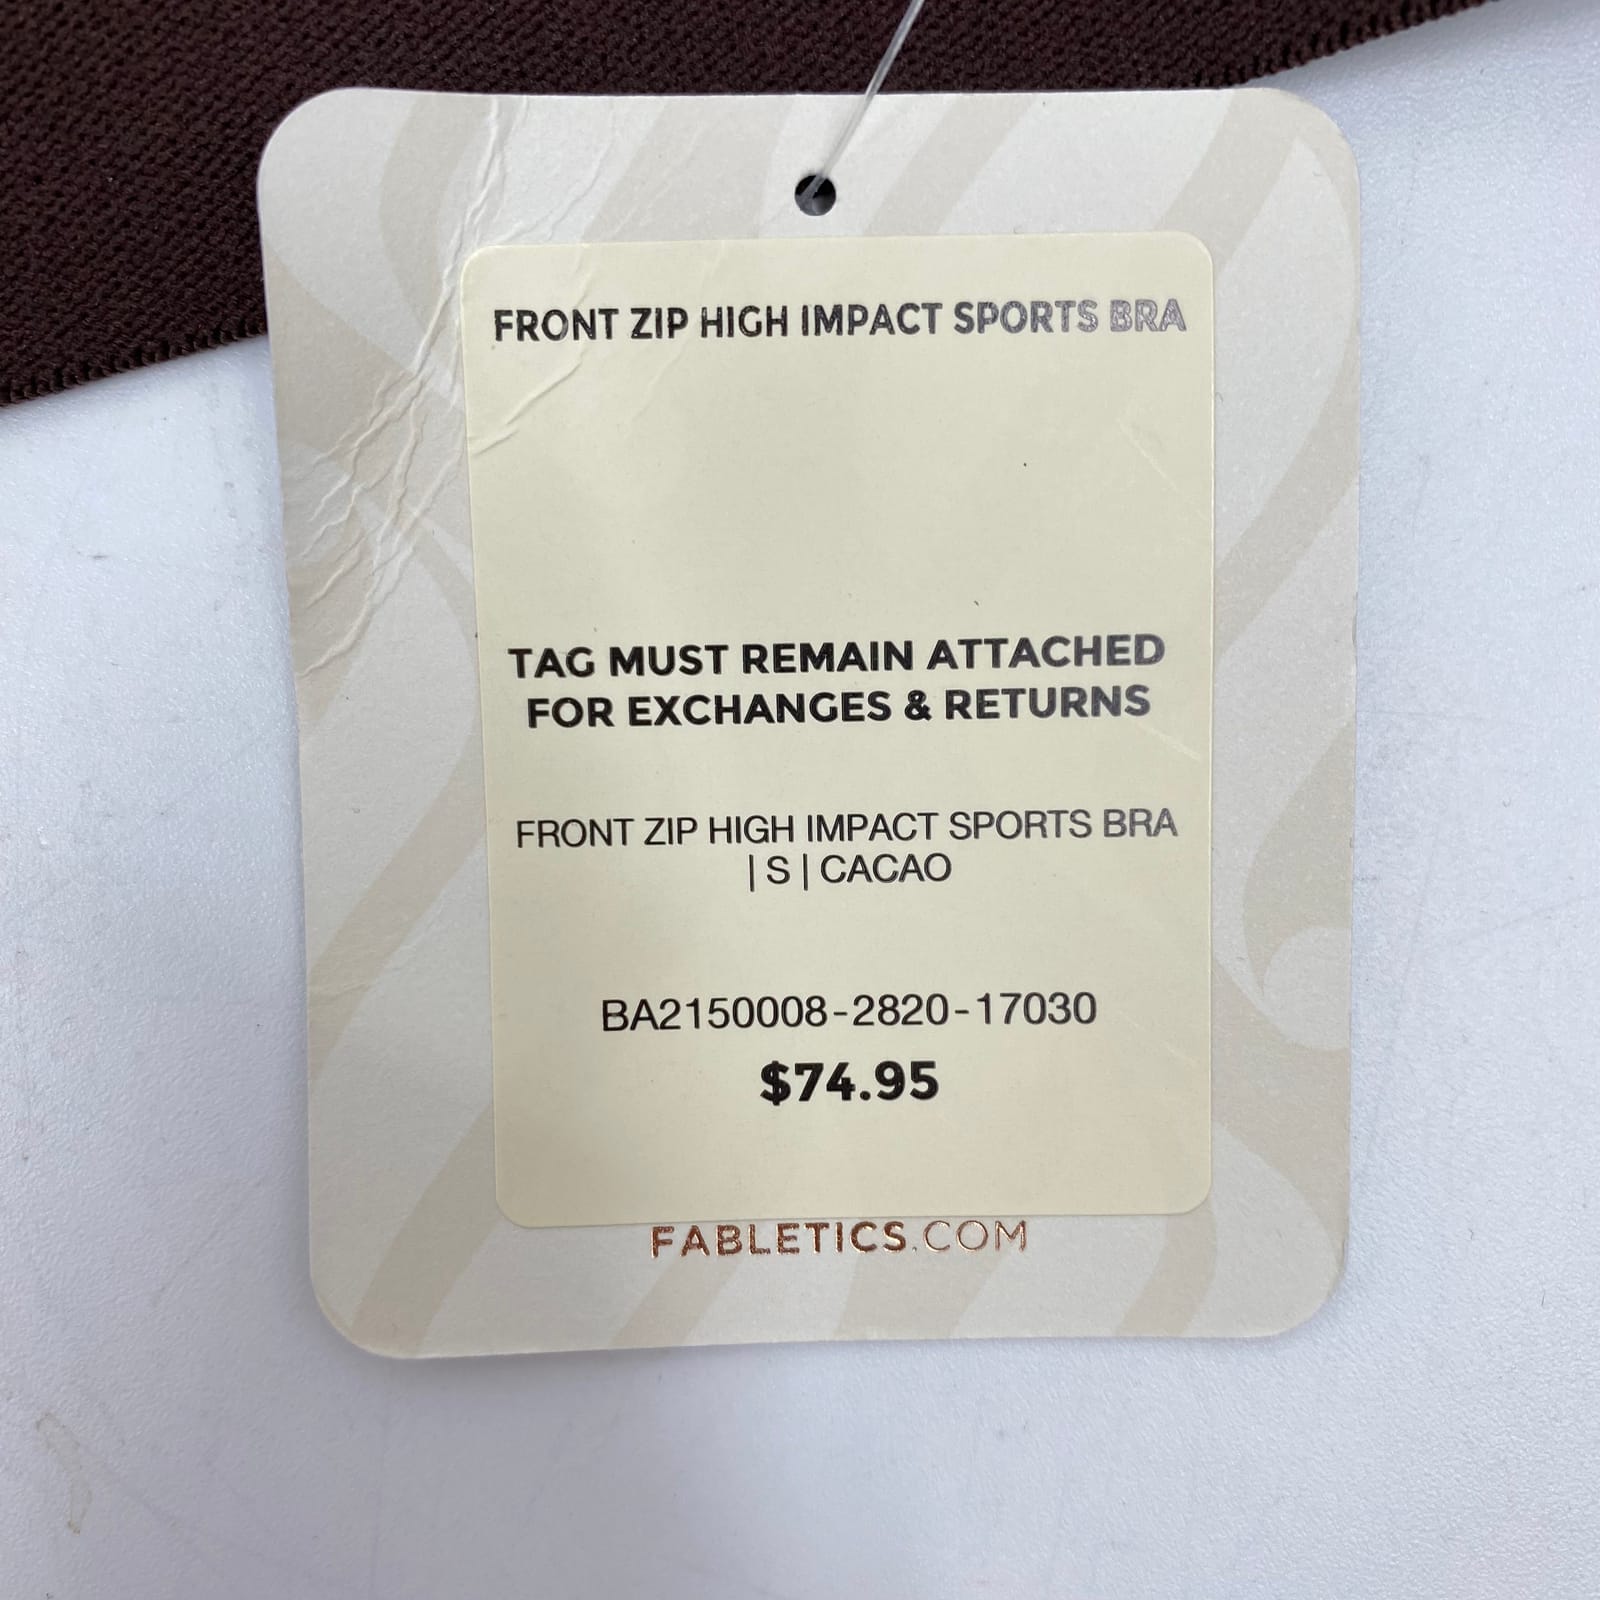 FRONT ZIP HIGH IMPACT SPORTS BRA
TAG MUST REMAIN ATTACHED
FOR EXCHANGES & RETURNS
FRONT ZIP HIGH IMPACT SPORTS BRA
| S | CACAO
BA2150008-2820-17030
$74.95
FABLETICS.COM